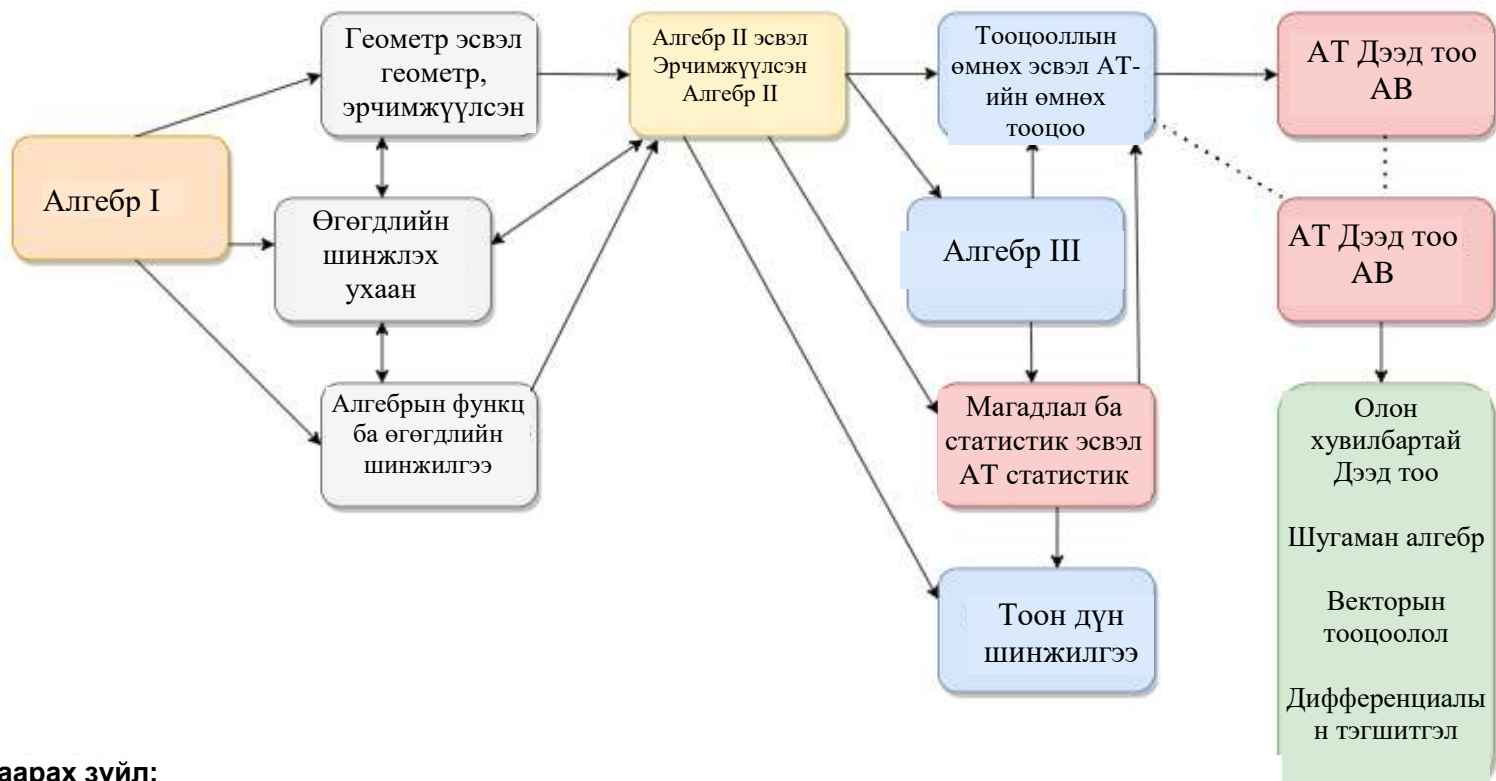 Геометр эсвэл
геометр,
эрчимжүүлсэн
Алгебр II эсвэл
Эрчимжүүлсэн
Алгебр II
Тооцооллын
өмнөх эсвэл АТ-
ийн өмнөх
тооцоо
АТ Дээд тоо
АВ
Алгебр I
Өгөгдлийн
шинжлэх
ухаан
Алгебр III
АТ Дээд тоо
АВ
Алгебрын функц
ба өгөгдлийн
шинжилгээ
Магадлал ба
статистик эсвэл
АТ статистик
Олон
хувилбартай
Дээд тоо
Шугаман алгебр
Векторын
тооцоолол
Дифференциалы
н тэгшитгэл
Тоон дүн
шинжилгээ
аарах зүйл: